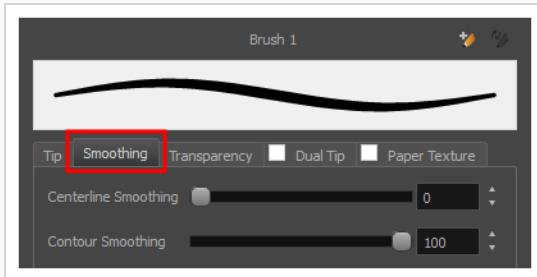 Brush 1
Tip Smoothing Transparency Dual Tip Paper Texture
Centerline Smoothing 0
Contour Smoothing 100